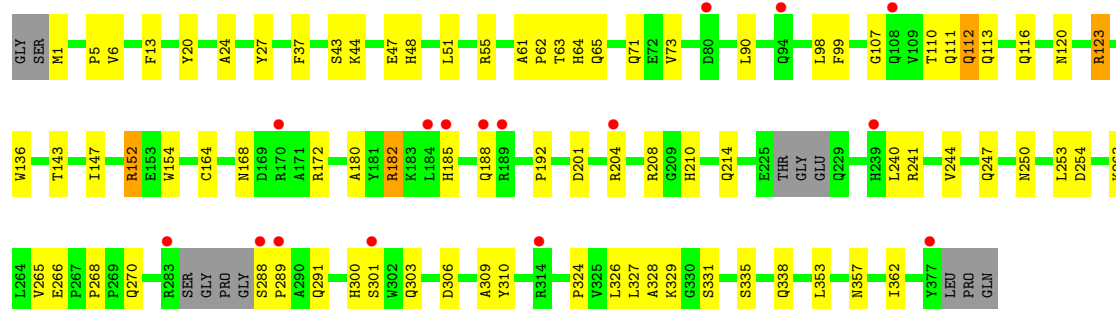 GLY SER M1 P5 V6 F13 Y20 A24 Y27 F37 S43 K44 E47 H48 L51 R55 A61 P62 T63 H64 Q65 Q71 E72 V73 D80 L90 Q94 L98 F99 G107 Q108 V109 T110 Q111 Q112 Q113 Q116 N120 R123
W136 T143 I147 R152 E153 W154 C164 N168 D169 R170 A171 R172 A180 Y181 R182 K183 L184 H185 Q188 R189 P192 D201 R204 R208 G209 H210 Q214 E225 THR GLY GLU Q229 H239 L240 R241 V244 Q247 N250 L253 D254
L264 V265 E266 P267 P268 P269 Q270 R283 SER GLY PRO GLY S288 P289 A290 Q291 H300 S301 W302 Q303 D306 A309 Y310 R314 P324 V325 L326 L327 A328 K329 G330 S331 S335 Q338 L353 N357 I362 Y377 LEU PRO GLN